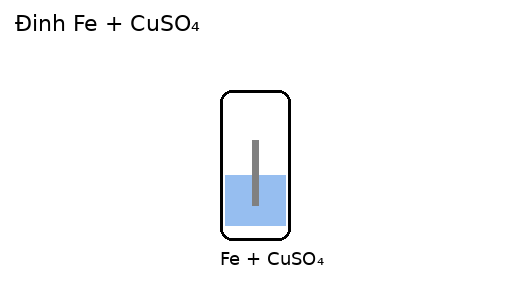 Đinh Fe + CuSO₄
Fe + CuSO₄